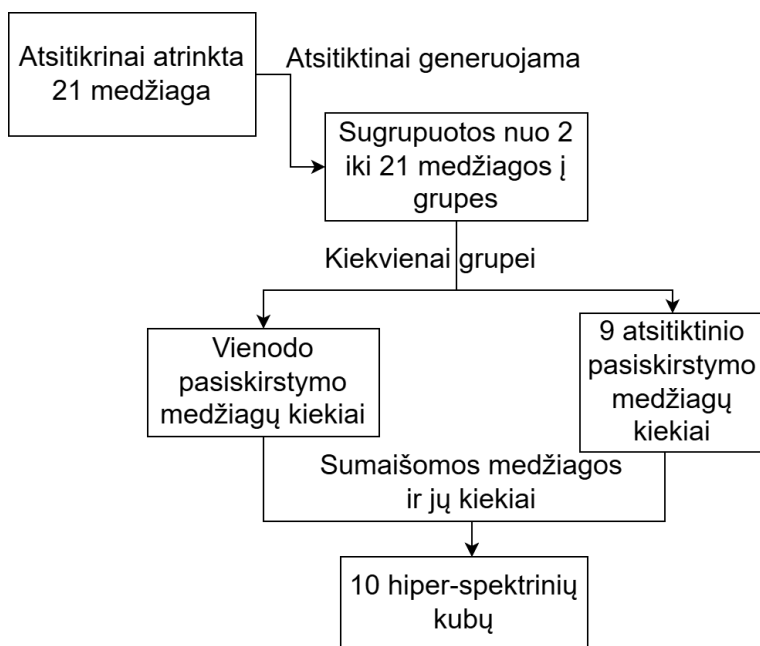 Atsitikrinai atrinkta
21 medžiaga
Atsitiktinai generuojama
Sugrupuotos nuo 2
iki 21 medžiagos į
grupes
Kiekvienai grupei
Vienodo
pasiskirstymo
medžiagų kiekiai
9 atsitiktinio
pasiskirstymo
medžiagų
kiekiai
Sumaišomos medžiagos
ir jų kiekiai
10 hiper-spektrinių
kubų